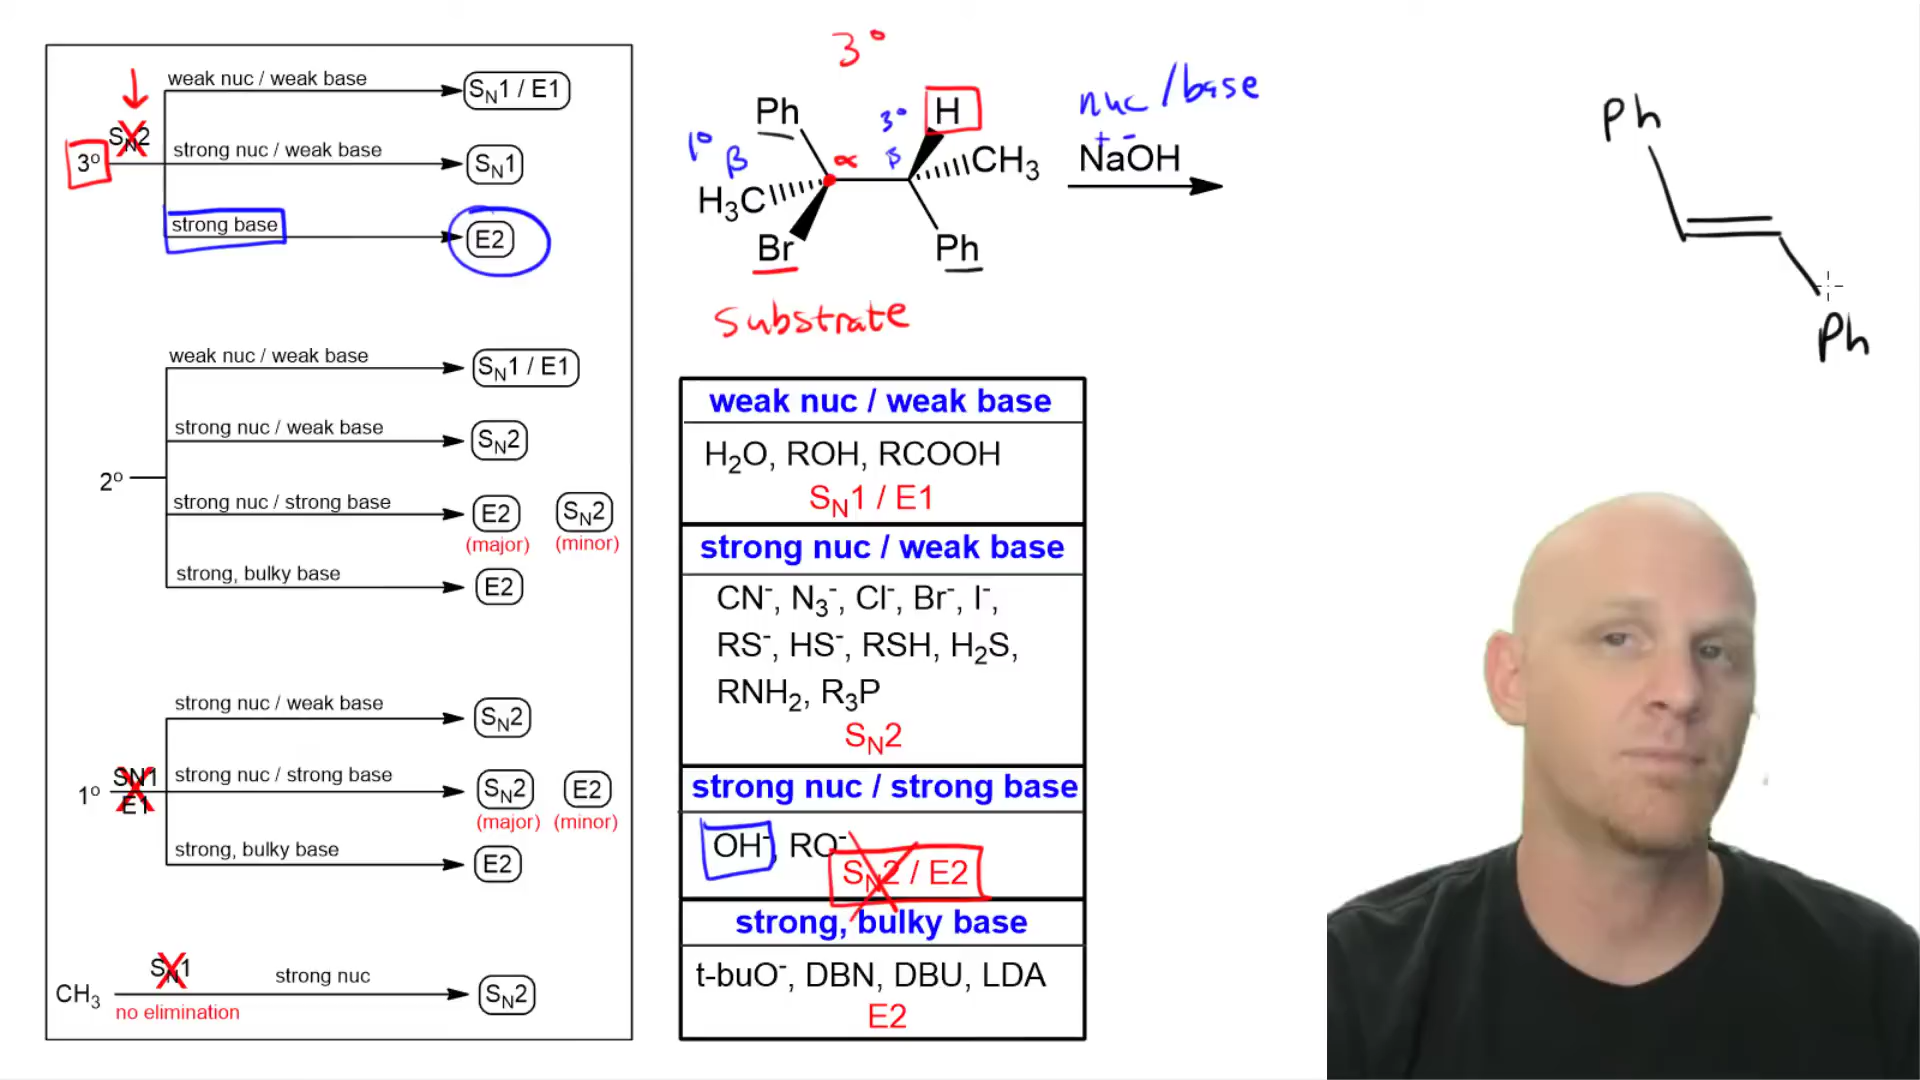 weak nuc / weak base
SN1 / E1
SN2
3º
strong nuc / weak base
SN1
strong base
E2
weak nuc / weak base
SN1 / E1
strong nuc / weak base
SN2
2º
strong nuc / strong base
E2
SN2
(major)
(minor)
strong, bulky base
E2
strong nuc / weak base
SN2
SN1
E1
1º
strong nuc / strong base
SN2
E2
(major)
(minor)
strong, bulky base
E2
SN1
CH3
strong nuc
SN2
no elimination
3º
Ph
H
3º
1º
β
α
β
H3C
CH3
Br
Ph
substrate
nuc /base
+ -
NaOH
Ph
Ph
weak nuc / weak base
H2O, ROH, RCOOH
SN1 / E1
strong nuc / weak base
CN-, N3-, Cl-, Br-, I-,
RS-, HS-, RSH, H2S,
RNH2, R3P
SN2
strong nuc / strong base
OH-, RO-
SN2 / E2
strong, bulky base
t-buO-, DBN, DBU, LDA
E2